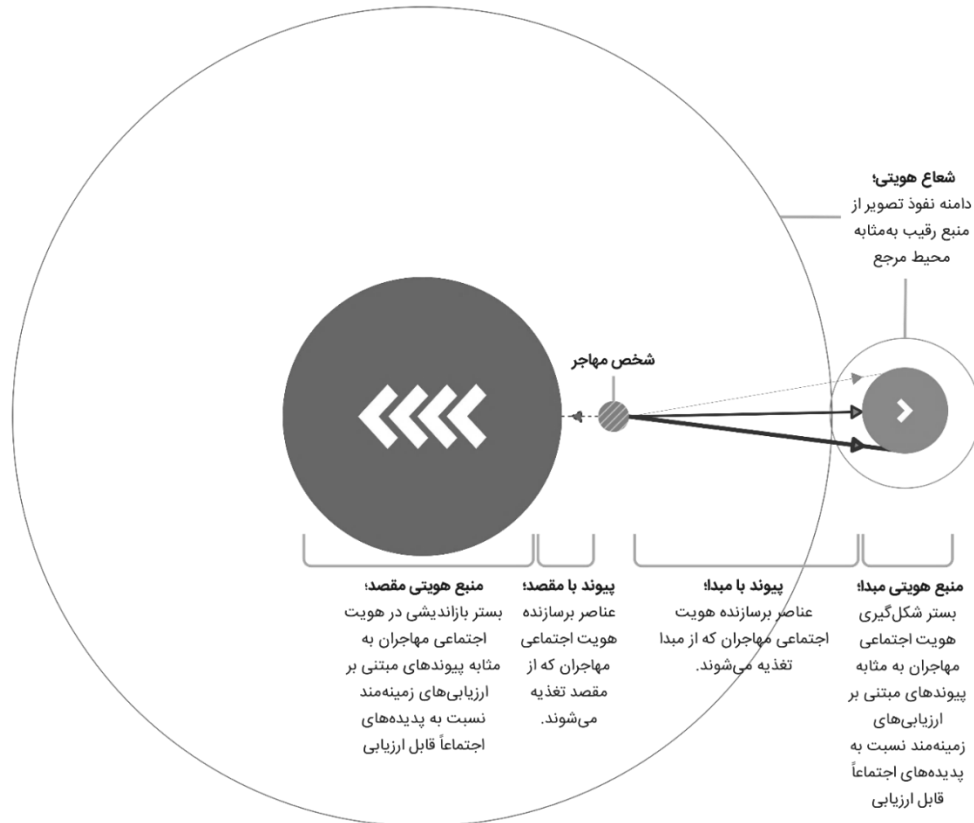 شعاع هویتی؛
دامنه نفوذ تصویر از
منبع رقیب به‌مثابه
محیط مرجع
شخص مهاجر
منبع هویتی مبدا؛
بستر شکل‌گیری
هویت اجتماعی
مهاجران به مثابه
پیوندهای مبتنی بر
ارزیابی‌های
زمینه‌مند نسبت به
پدیده‌های اجتماعاً
قابل ارزیابی
پیوند با مبدا؛
عناصر برسازنده هویت
اجتماعی مهاجران که از مبدا
تغذیه می‌شوند.
پیوند با مقصد؛
عناصر برسازنده
هویت اجتماعی
مهاجران که از
مقصد تغذیه
می‌شوند.
منبع هویتی مقصد؛
بستر بازاندیشی در هویت
اجتماعی مهاجران به
مثابه پیوندهای مبتنی بر
ارزیابی‌های زمینه‌مند
نسبت به پدیده‌های
اجتماعاً قابل ارزیابی